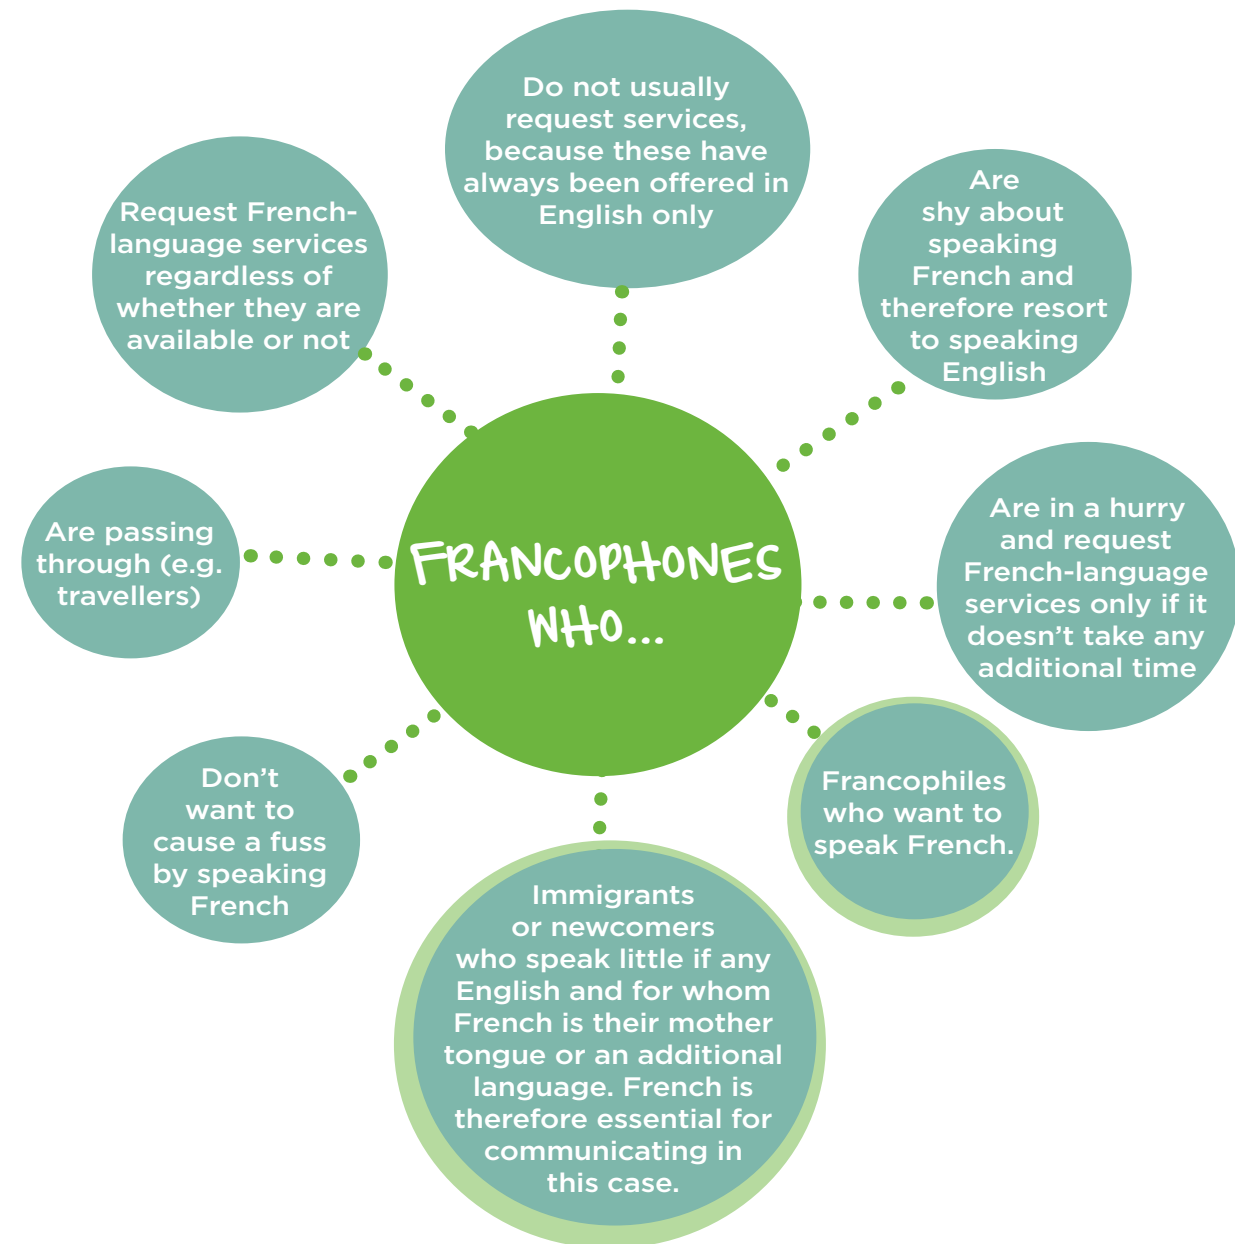 Do not usually
request services,
because these have
always been offered in
English only
Are
shy about
speaking
French and
therefore resort
to speaking
English
Request French-
language services
regardless of
whether they are
available or not
Are in a hurry
and request
French-language
services only if it
doesn't take any
additional time
Are passing
through (e.g.
travellers)
FRANCOPHONES
WHO...
Francophiles
who want to
speak French.
Don't
want to
cause a fuss
by speaking
French
Immigrants
or newcomers
who speak little if any
English and for whom
French is their mother
tongue or an additional
language. French is
therefore essential for
communicating in
this case.